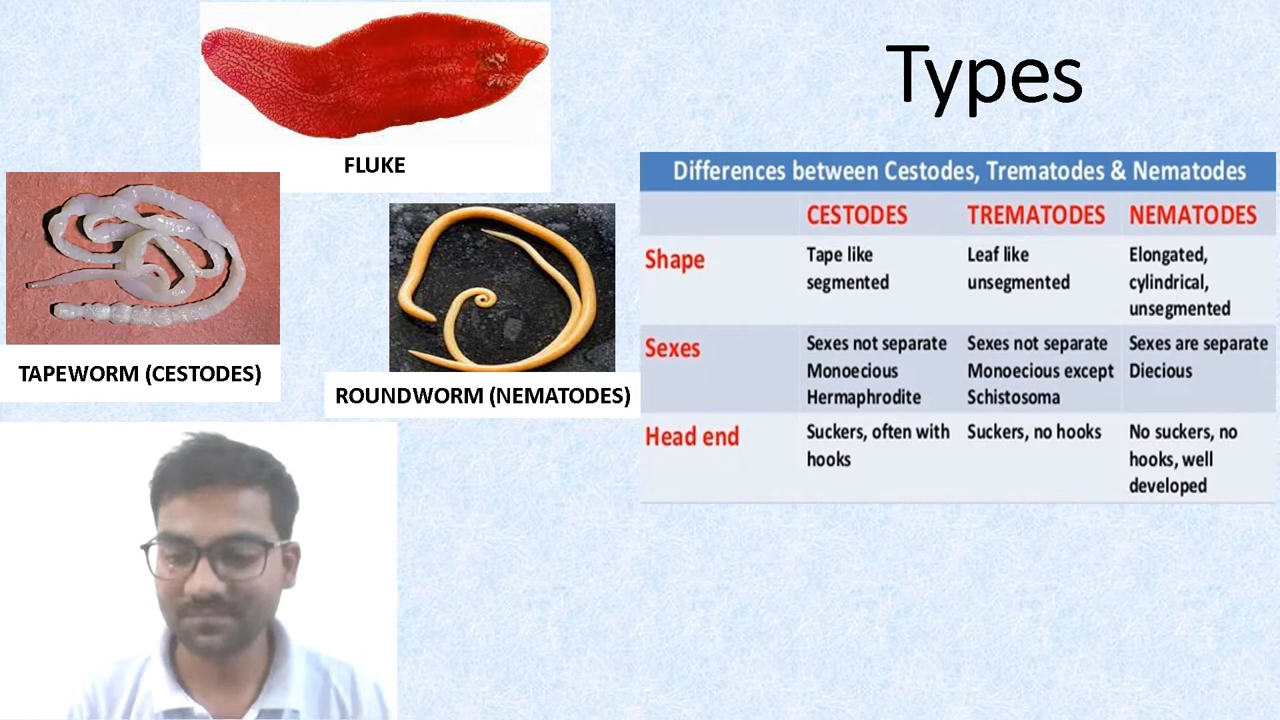 Types
FLUKE
TAPEWORM (CESTODES)
ROUNDWORM (NEMATODES)
Differences between Cestodes, Trematodes & Nematodes
CESTODES TREMATODES NEMATODES
Shape
Tape like
segmented
Leaf like
unsegmented
Elongated,
cylindrical,
unsegmented
Sexes
Sexes not separate
Monoecious
Hermaphrodite
Sexes not separate
Monoecious except
Schistosoma
Sexes are separate
Diecious
Head end
Suckers, often with
hooks
Suckers, no hooks
No suckers, no
hooks, well
developed